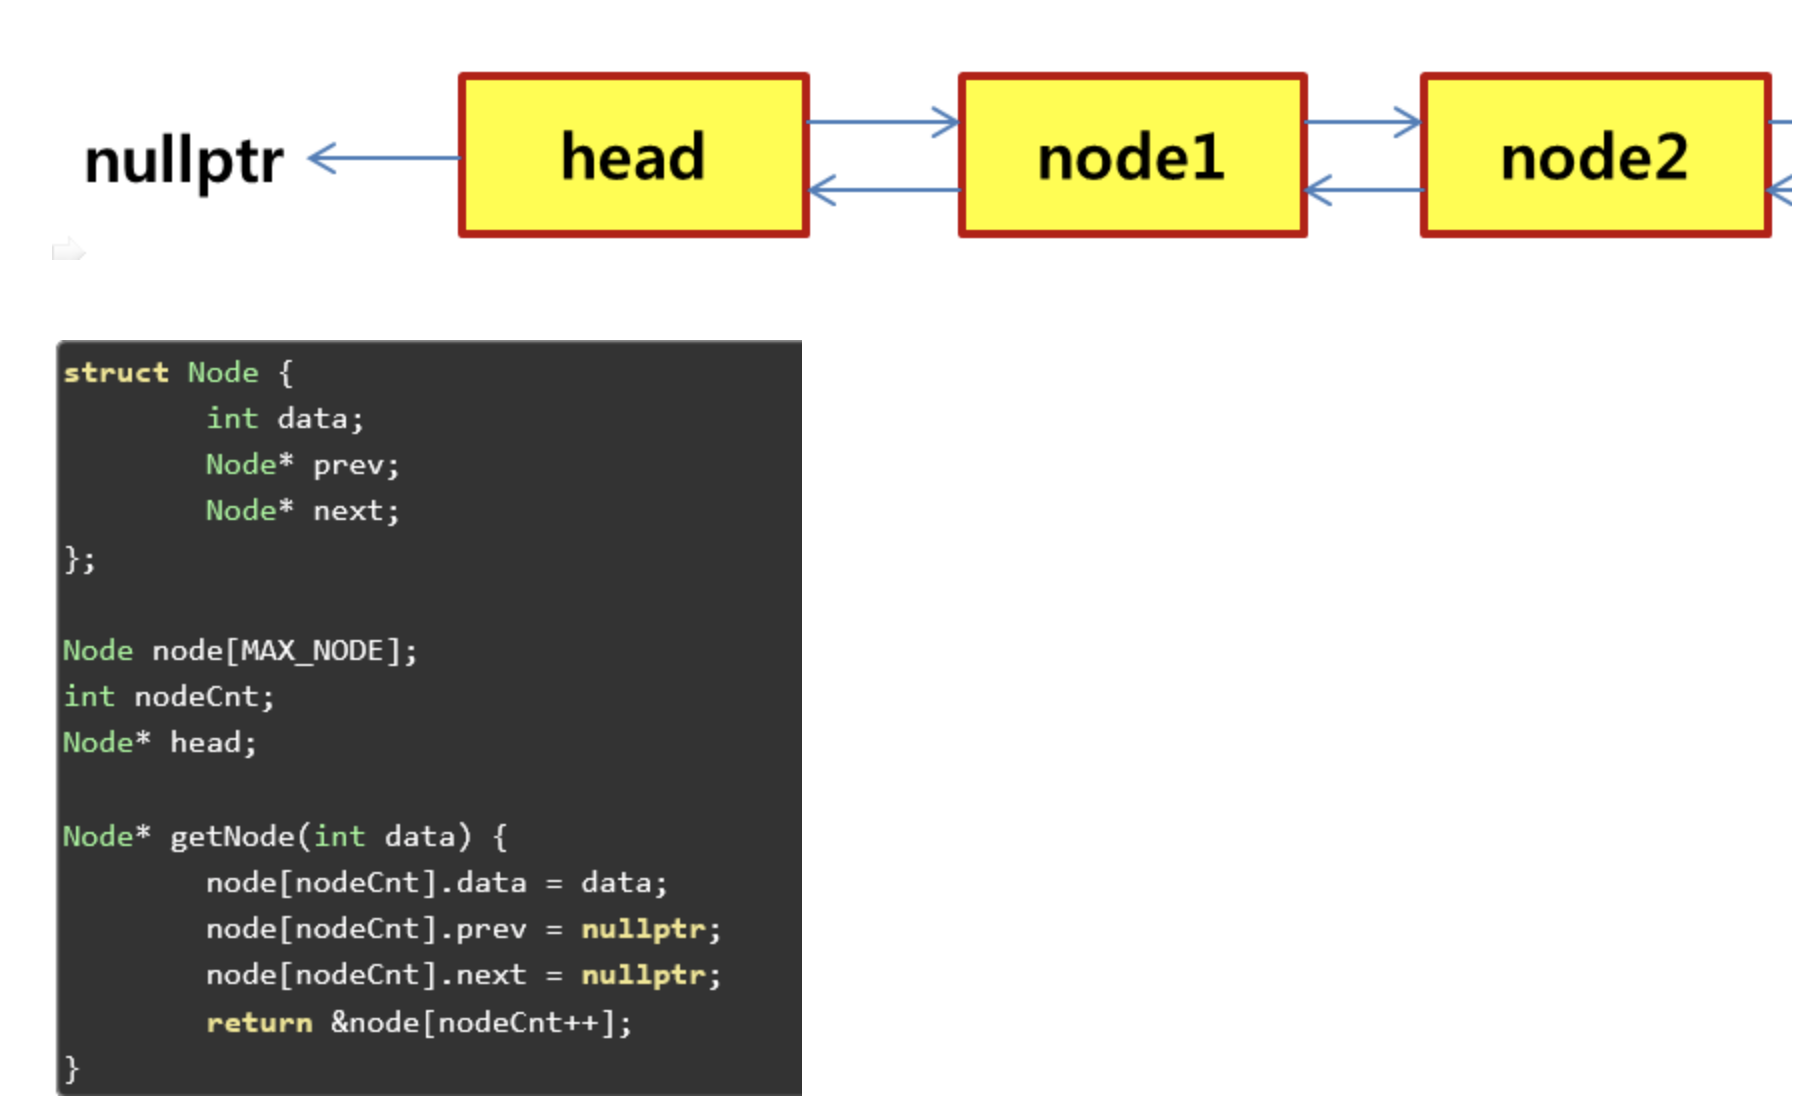 nullptr head node1 node2
struct Node {
        int data;
        Node* prev;
        Node* next;
};
Node node[MAX_NODE];
int nodeCnt;
Node* head;
Node* getNode(int data) {
        node[nodeCnt].data = data;
        node[nodeCnt].prev = nullptr;
        node[nodeCnt].next = nullptr;
        return &node[nodeCnt++];
}